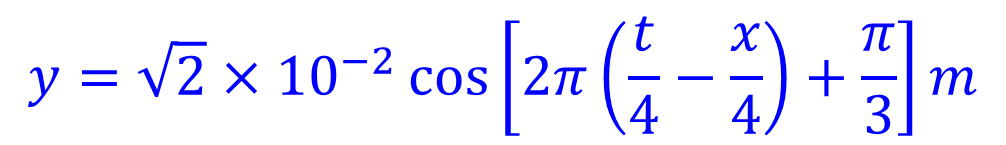 y = √2 × 10⁻² cos [2π (t/4 − x/4) + π/3] m